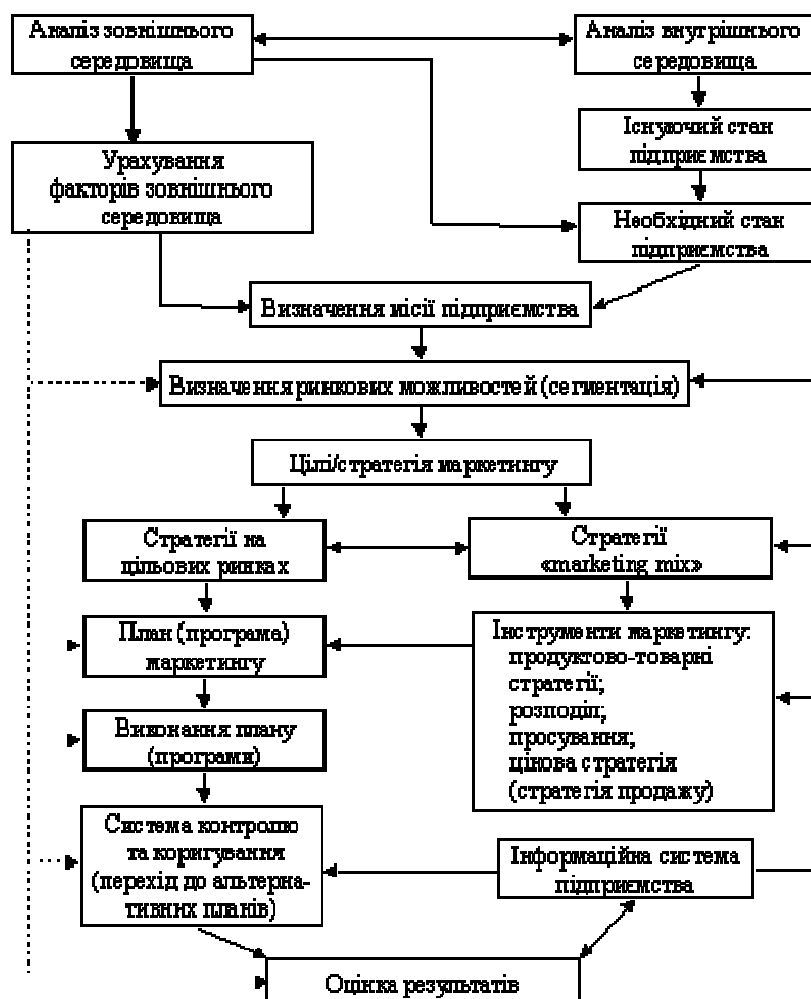 Аналіз зовнішнього
середовища
Аналіз внутрішнього
середовища
Існуючий стан
підприємства
Урахування
факторів зовнішнього
середовища
Необхідний стан
підприємства
Визначення місії підприємства
Визначення ринкових можливостей (сегментація)
Цілі/стратегія маркетингу
Стратегії на
цільових ринках
Стратегії
«marketing mix»
План (програма)
маркетингу
Інструменти маркетингу:
продуктово-товарні
стратегії;
розподіл;
просування;
цінова стратегія
(стратегія продажу)
Виконання плану
(програми)
Система контролю
та коригування
(перехід до альтерна-
тивних планів)
Інформаційна система
підприємства
Оцінка результатів